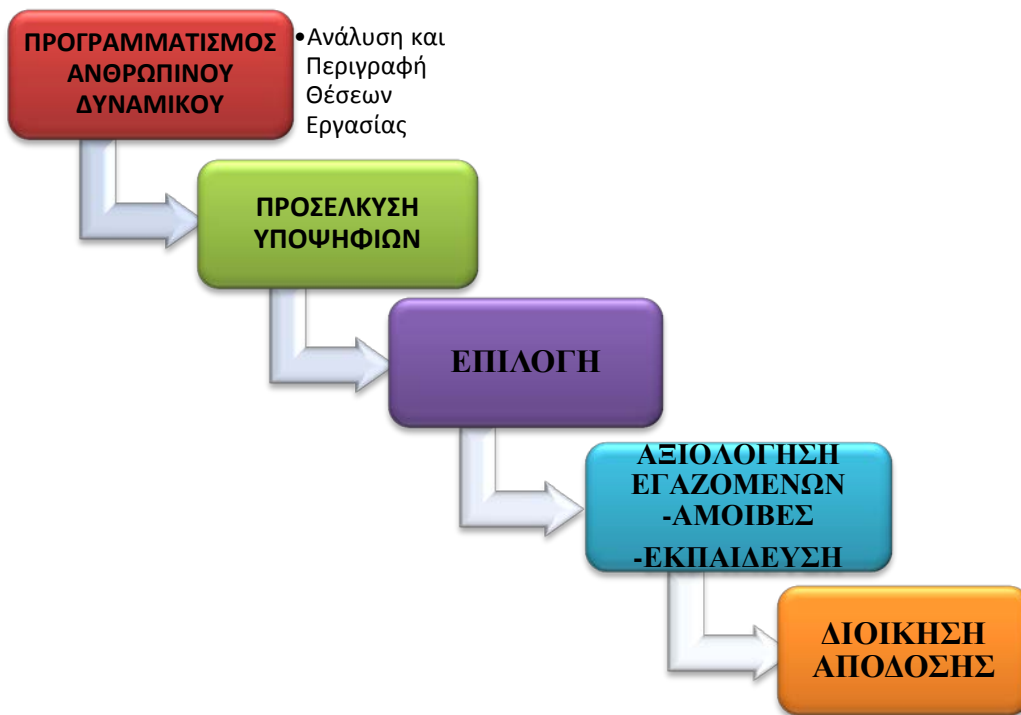 ΠΡΟΓΡΑΜΜΑΤΙΣΜΟΣ
ΑΝΘΡΩΠΙΝΟΥ
ΔΥΝΑΜΙΚΟΥ
•Ανάλυση και
Περιγραφή
Θέσεων
Εργασίας
ΠΡΟΣΕΛΚΥΣΗ
ΥΠΟΨΗΦΙΩΝ
ΕΠΙΛΟΓΗ
ΑΞΙΟΛΟΓΗΣΗ
ΕΓΑΖΟΜΕΝΩΝ
-ΑΜΟΙΒΕΣ
-ΕΚΠΑΙΔΕΥΣΗ
ΔΙΟΙΚΗΣΗ
ΑΠΟΔΟΣΗΣ